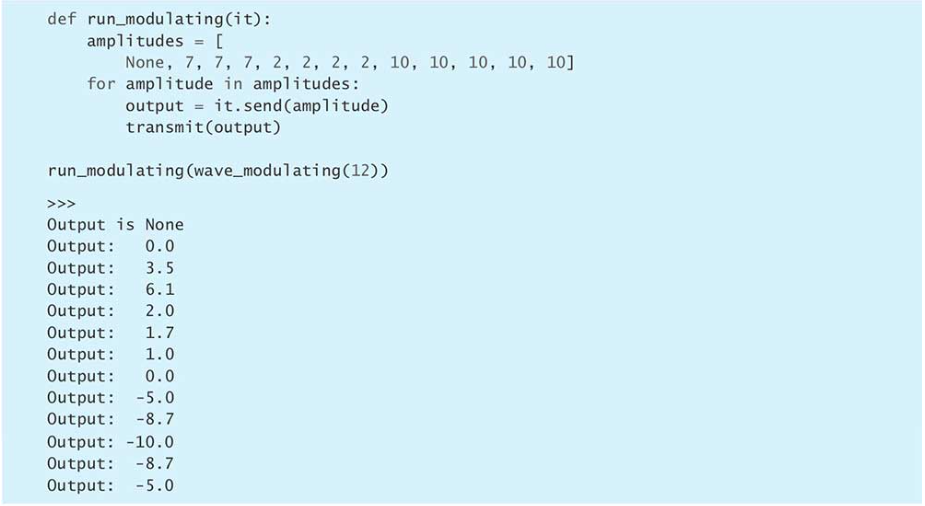 def run_modulating(it):
    amplitudes = [
        None, 7, 7, 7, 2, 2, 2, 2, 10, 10, 10, 10, 10]
    for amplitude in amplitudes:
        output = it.send(amplitude)
        transmit(output)
run_modulating(wave_modulating(12))
>>>
Output is None
Output:   0.0
Output:   3.5
Output:   6.1
Output:   2.0
Output:   1.7
Output:   1.0
Output:   0.0
Output:  -5.0
Output:  -8.7
Output: -10.0
Output:  -8.7
Output:  -5.0